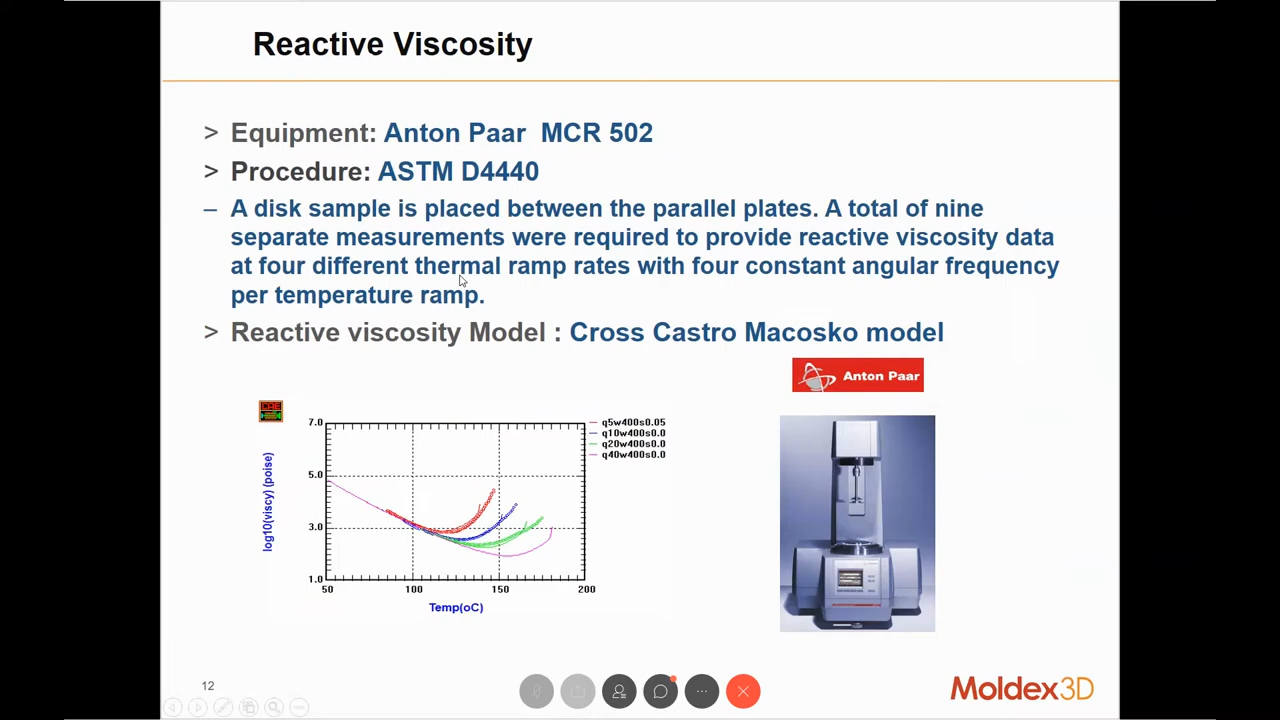 Reactive Viscosity
> Equipment: Anton Paar MCR 502
> Procedure: ASTM D4440
– A disk sample is placed between the parallel plates. A total of nine
separate measurements were required to provide reactive viscosity data
at four different thermal ramp rates with four constant angular frequency
per temperature ramp.
> Reactive viscosity Model : Cross Castro Macosko model
Anton Paar
CAE
7.0
5.0
3.0
1.0
log10(viscy) (poise)
50 100 150 200
Temp(oC)
q5w400s0.05
q10w400s0.0
q20w400s0.0
q40w400s0.0
12
Moldex3D